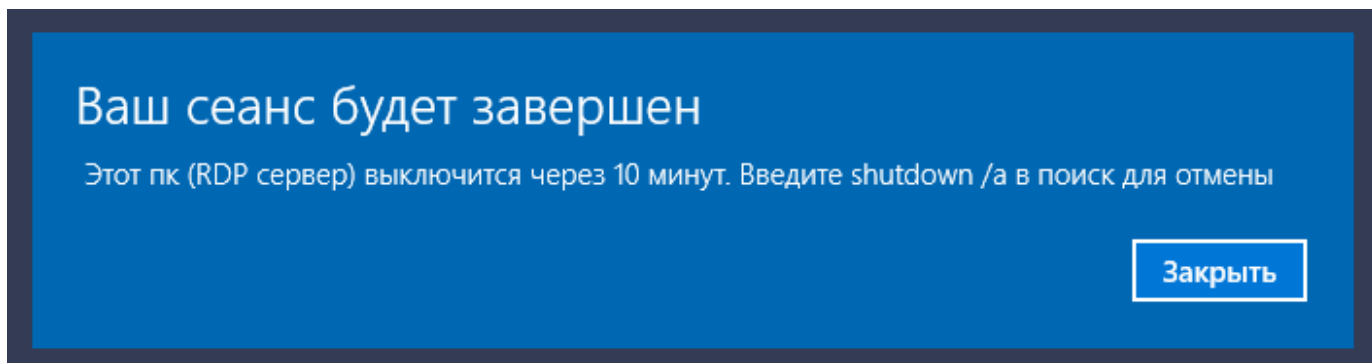 Ваш сеанс будет завершен
Этот пк (RDP сервер) выключится через 10 минут. Введите shutdown /a в поиск для отмены
Закрыть